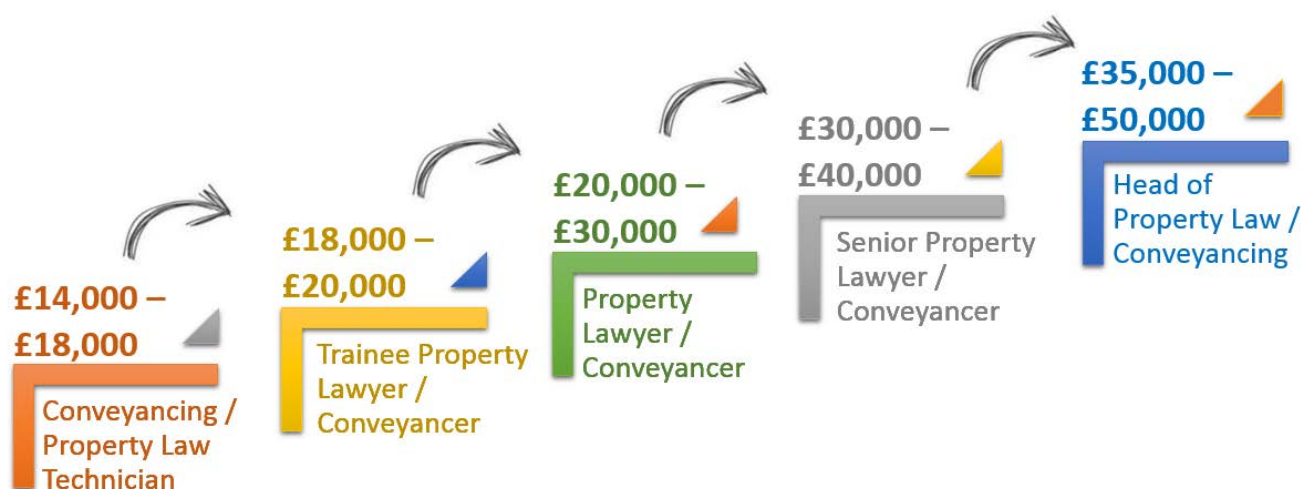 £14,000 –
£18,000
Conveyancing /
Property Law
Technician
£18,000 –
£20,000
Trainee Property
Lawyer /
Conveyancer
£20,000 –
£30,000
Property
Lawyer /
Conveyancer
£30,000 –
£40,000
Senior Property
Lawyer /
Conveyancer
£35,000 –
£50,000
Head of
Property Law /
Conveyancing